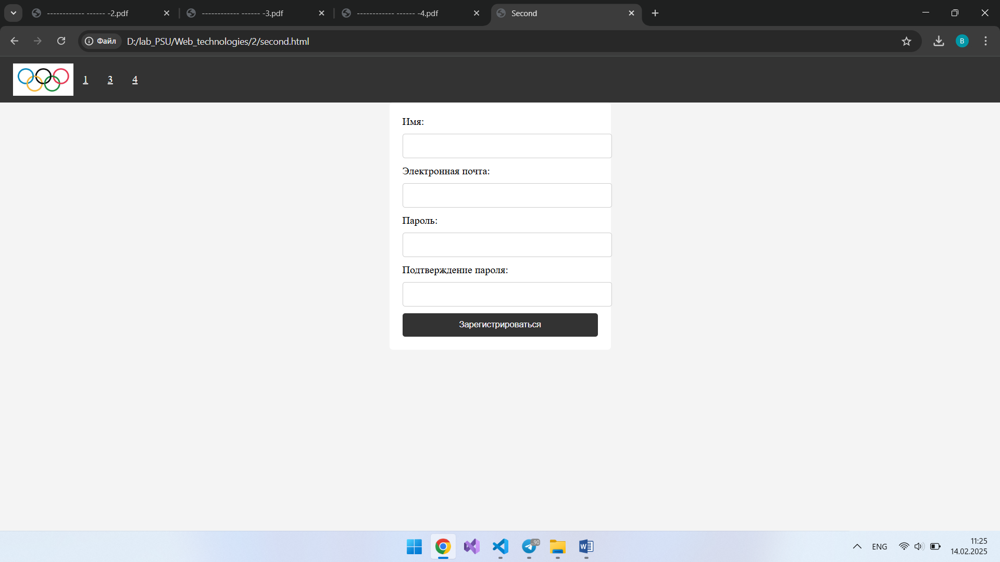 ------------ ------ -2.pdf
------------ ------ -3.pdf
------------ ------ -4.pdf
Second
Файл
D:/lab_PSU/Web_technologies/2/second.html
B
1 3 4
Имя:
Электронная почта:
Пароль:
Подтверждение пароля:
Зарегистрироваться
.90
W
ENG
11:25
14.02.2025